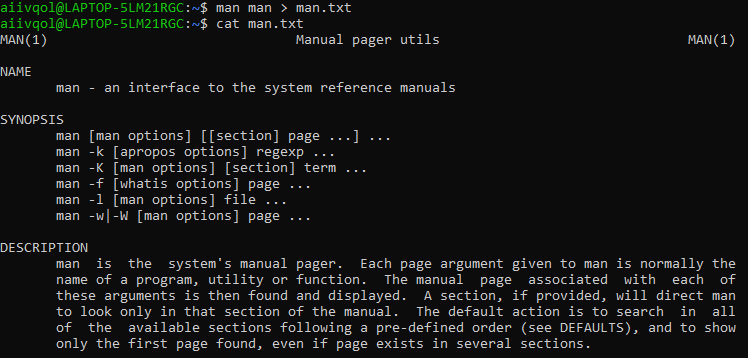 aiivqol@LAPTOP-5LM21RGC:~$ man man > man.txt
aiivqol@LAPTOP-5LM21RGC:~$ cat man.txt
MAN(1) Manual pager utils MAN(1)
NAME
man - an interface to the system reference manuals
SYNOPSIS
man [man options] [[section] page ...] ...
man -k [apropos options] regexp ...
man -K [man options] [section] term ...
man -f [whatis options] page ...
man -l [man options] file ...
man -w|-W [man options] page ...
DESCRIPTION
man is the system's manual pager. Each page argument given to man is normally the
name of a program, utility or function. The manual page associated with each of
these arguments is then found and displayed. A section, if provided, will direct man
to look only in that section of the manual. The default action is to search in all
of the available sections following a pre-defined order (see DEFAULTS), and to show
only the first page found, even if page exists in several sections.